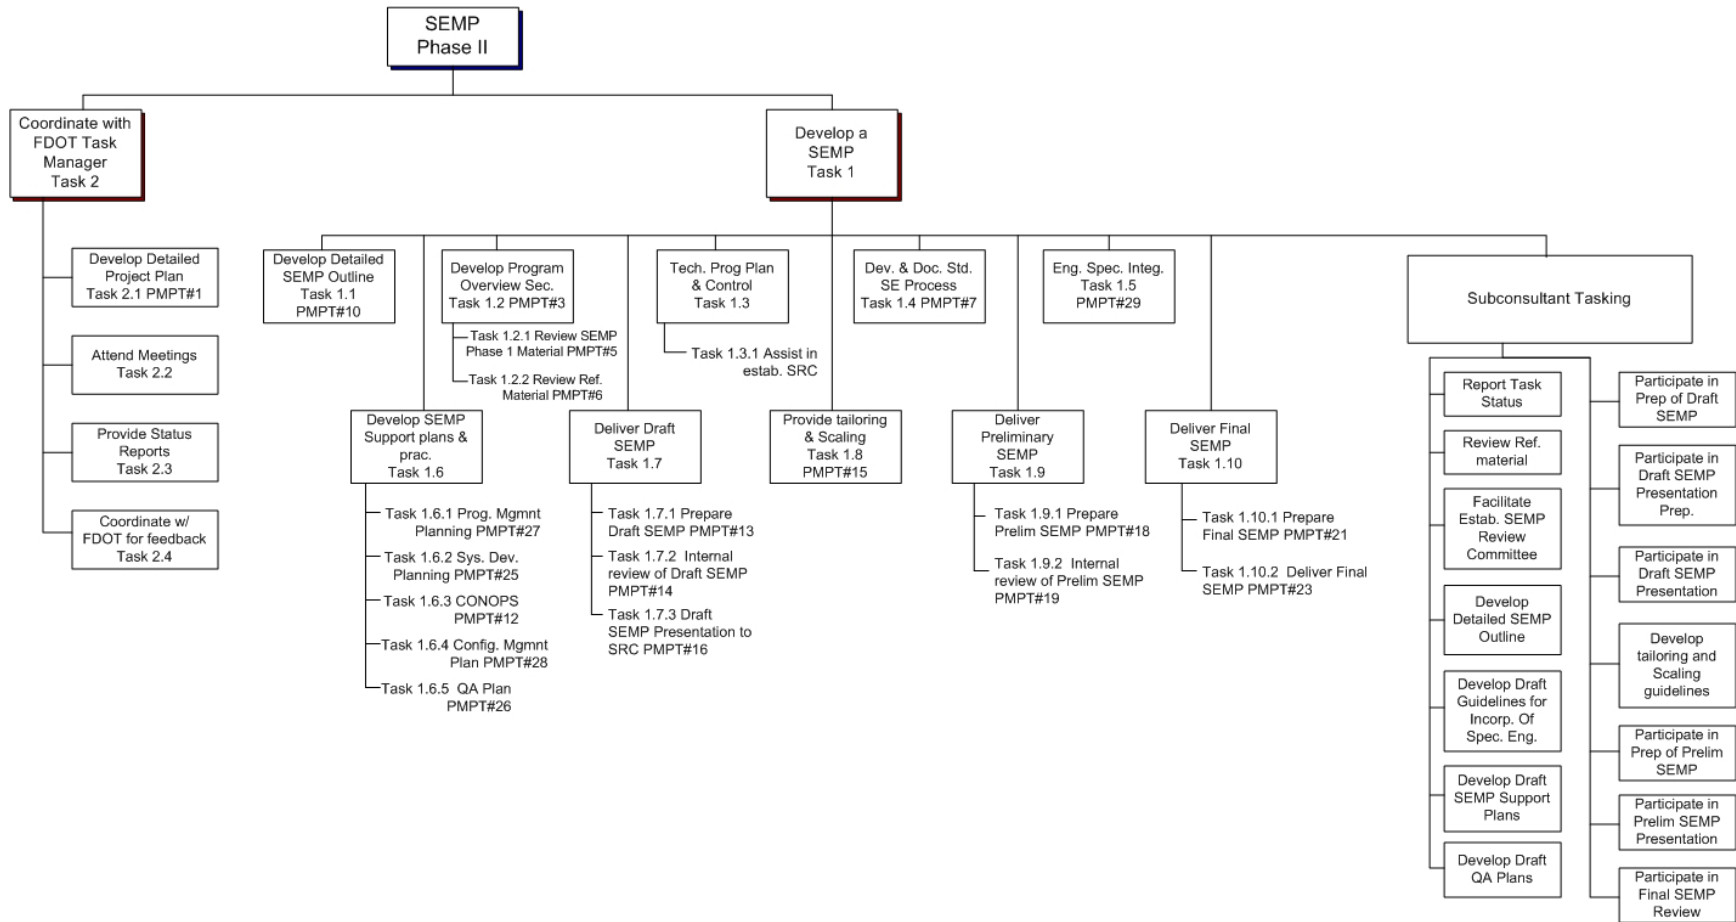 SEMP
Phase II
Coordinate with
FDOT Task
Manager
Task 2
Develop a
SEMP
Task 1
Develop Detailed
Project Plan
Task 2.1 PMPT#1
Attend Meetings
Task 2.2
Provide Status
Reports
Task 2.3
Coordinate w/
FDOT for feedback
Task 2.4
Develop Detailed
SEMP Outline
Task 1.1
PMPT#10
Develop Program
Overview Sec.
Task 1.2 PMPT#3
Task 1.2.1 Review SEMP
Phase 1 Material PMPT#5
Task 1.2.2 Review Ref.
Material PMPT#6
Tech. Prog Plan
& Control
Task 1.3
Task 1.3.1 Assist in
estab. SRC
Dev. & Doc. Std.
SE Process
Task 1.4 PMPT#7
Eng. Spec. Integ.
Task 1.5
PMPT#29
Develop SEMP
Support plans &
prac.
Task 1.6
Task 1.6.1 Prog. Mgmnt
Planning PMPT#27
Task 1.6.2 Sys. Dev.
Planning PMPT#25
Task 1.6.3 CONOPS
PMPT#12
Task 1.6.4 Config. Mgmnt
Plan PMPT#28
Task 1.6.5 QA Plan
PMPT#26
Deliver Draft
SEMP
Task 1.7
Task 1.7.1 Prepare
Draft SEMP PMPT#13
Task 1.7.2 Internal
review of Draft SEMP
PMPT#14
Task 1.7.3 Draft
SEMP Presentation to
SRC PMPT#16
Provide tailoring
& Scaling
Task 1.8
PMPT#15
Deliver
Preliminary
SEMP
Task 1.9
Task 1.9.1 Prepare
Prelim SEMP PMPT#18
Task 1.9.2 Internal
review of Prelim SEMP
PMPT#19
Deliver Final
SEMP
Task 1.10
Task 1.10.1 Prepare
Final SEMP PMPT#21
Task 1.10.2 Deliver Final
SEMP PMPT#23
Subconsultant Tasking
Report Task
Status
Review Ref.
material
Facilitate
Estab. SEMP
Review
Committee
Develop
Detailed SEMP
Outline
Develop Draft
Guidelines for
Incorp. Of
Spec. Eng.
Develop Draft
SEMP Support
Plans
Develop Draft
QA Plans
Participate in
Prep of Draft
SEMP
Participate in
Draft SEMP
Presentation
Prep.
Participate in
Draft SEMP
Presentation
Develop
tailoring and
Scaling
guidelines
Participate in
Prep of Prelim
SEMP
Participate in
Prelim SEMP
Presentation
Participate in
Final SEMP
Review